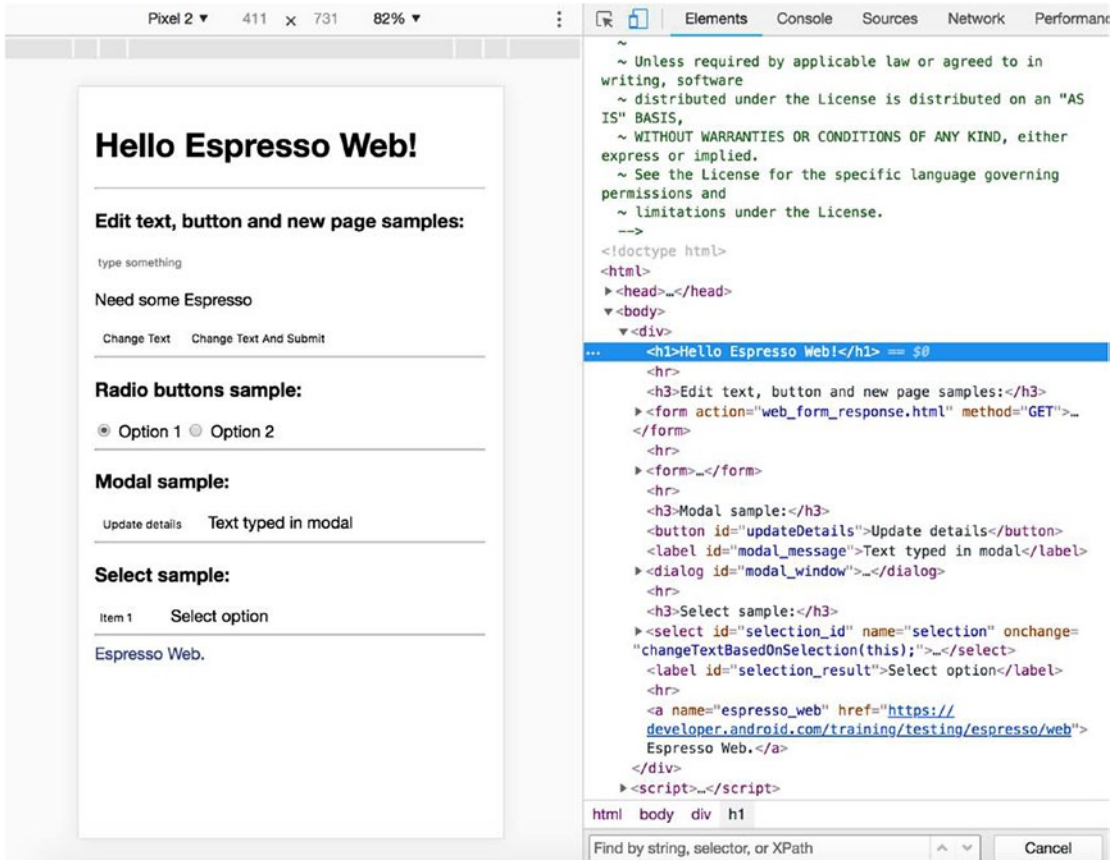 Pixel 2 ▼ 411 x 731 82% ▼
Hello Espresso Web!
Edit text, button and new page samples:
type something
Need some Espresso
Change Text Change Text And Submit
Radio buttons sample:
Option 1 Option 2
Modal sample:
Update details Text typed in modal
Select sample:
Item 1 Select option
Espresso Web.
Elements Console Sources Network Performanc
~
~ Unless required by applicable law or agreed to in
writing, software
~ distributed under the License is distributed on an "AS
IS" BASIS,
~ WITHOUT WARRANTIES OR CONDITIONS OF ANY KIND, either
express or implied.
~ See the License for the specific language governing
permissions and
~ limitations under the License.
-->
<!doctype html>
<html>
▶<head>…</head>
▼<body>
▼<div>
... <h1>Hello Espresso Web!</h1> == $0
<hr>
<h3>Edit text, button and new page samples:</h3>
▶<form action="web_form_response.html" method="GET">…
</form>
<hr>
▶<form>…</form>
<hr>
<h3>Modal sample:</h3>
<button id="updateDetails">Update details</button>
<label id="modal_message">Text typed in modal</label>
▶<dialog id="modal_window">…</dialog>
<hr>
<h3>Select sample:</h3>
▶<select id="selection_id" name="selection" onchange=
"changeTextBasedOnSelection(this);">…</select>
<label id="selection_result">Select option</label>
<hr>
<a name="espresso_web" href="https://
developer.android.com/training/testing/espresso/web">
Espresso Web.</a>
</div>
▶<script>…</script>
html body div h1
Find by string, selector, or XPath Cancel